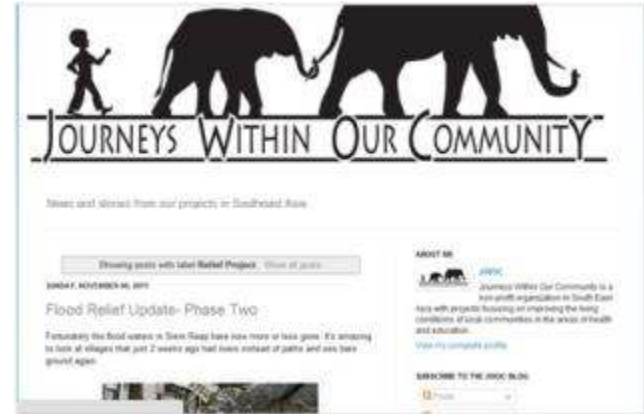 JOURNEYS WITHIN OUR COMMUNITY
News and stories from our projects in Southeast Asia
Showing posts with label Relief Project. Show all posts
SUNDAY, NOVEMBER 06, 2011
Flood Relief Update- Phase Two
Fortunately the flood waters in Siem Reap have now more or less gone. It's amazing
to look at villages that just 2 weeks ago had rivers instead of paths and see bare
ground again.
ABOUT ME
JWOC
Journeys Within Our Community is a
non-profit organization in South East
Asia with projects focusing on improving the living
conditions of local communities in the areas of health
and education.
View my complete profile
SUBSCRIBE TO THE JWOC BLOG
Posts